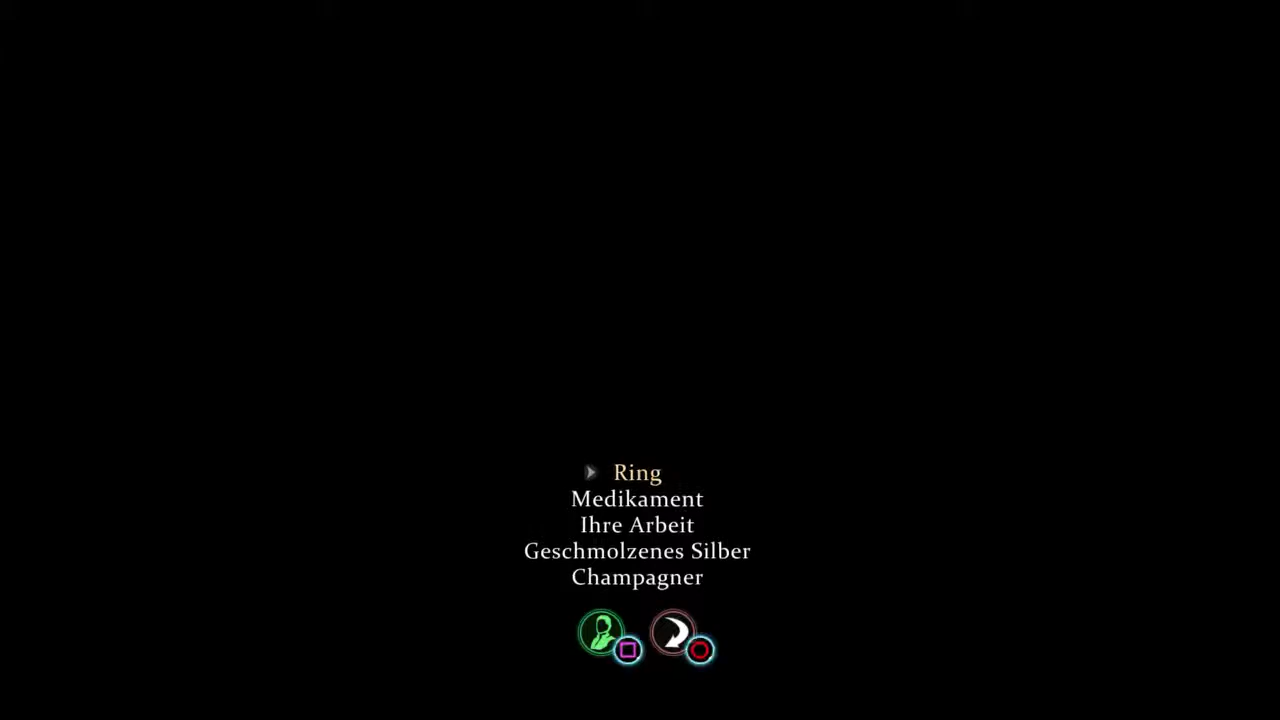 Ring
Medikament
Ihre Arbeit
Geschmolzenes Silber
Champagner